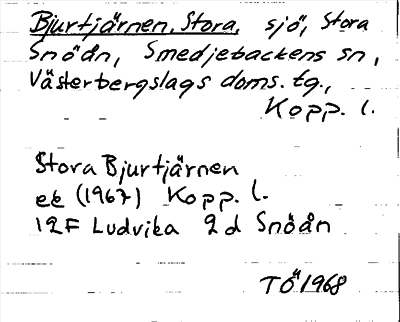 Bjurtjärnen, Stora, sjö, Stora
Snöån, Smedjebackens sn,
Västerbergslags doms. tg.,
Kopp. l.
Stora Bjurtjärnen
ek (1967) Kopp. l.
12F Ludvika 2 d Snöån
TÖ 1968